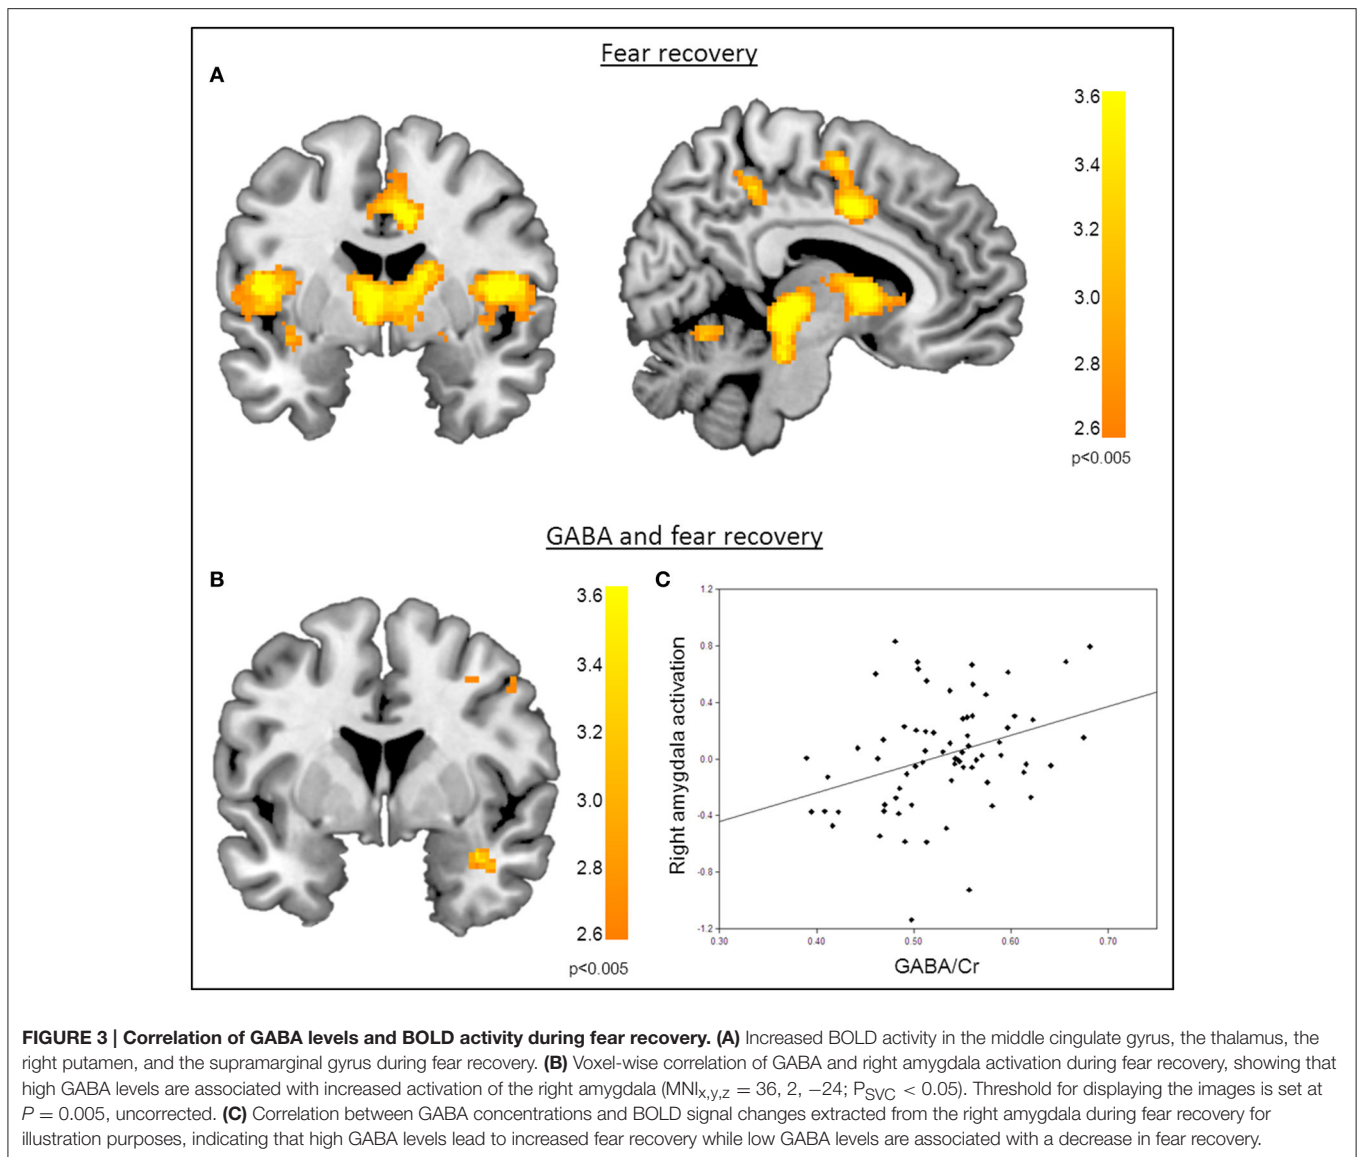 Fear recovery
A
3.6
3.4
3.2
3.0
2.8
2.6
p<0.005
GABA and fear recovery
B
3.6
3.4
3.2
3.0
2.8
2.6
p<0.005
C
1.2
0.8
0.4
0.0
-0.4
-0.8
-1.2
Right amygdala activation
0.30 0.40 0.50 0.60 0.70
GABA/Cr
FIGURE 3 | Correlation of GABA levels and BOLD activity during fear recovery. (A) Increased BOLD activity in the middle cingulate gyrus, the thalamus, the
right putamen, and the supramarginal gyrus during fear recovery. (B) Voxel-wise correlation of GABA and right amygdala activation during fear recovery, showing that
high GABA levels are associated with increased activation of the right amygdala (MNIx,y,z = 36, 2, −24; PSVC < 0.05). Threshold for displaying the images is set at
P = 0.005, uncorrected. (C) Correlation between GABA concentrations and BOLD signal changes extracted from the right amygdala during fear recovery for
illustration purposes, indicating that high GABA levels lead to increased fear recovery while low GABA levels are associated with a decrease in fear recovery.